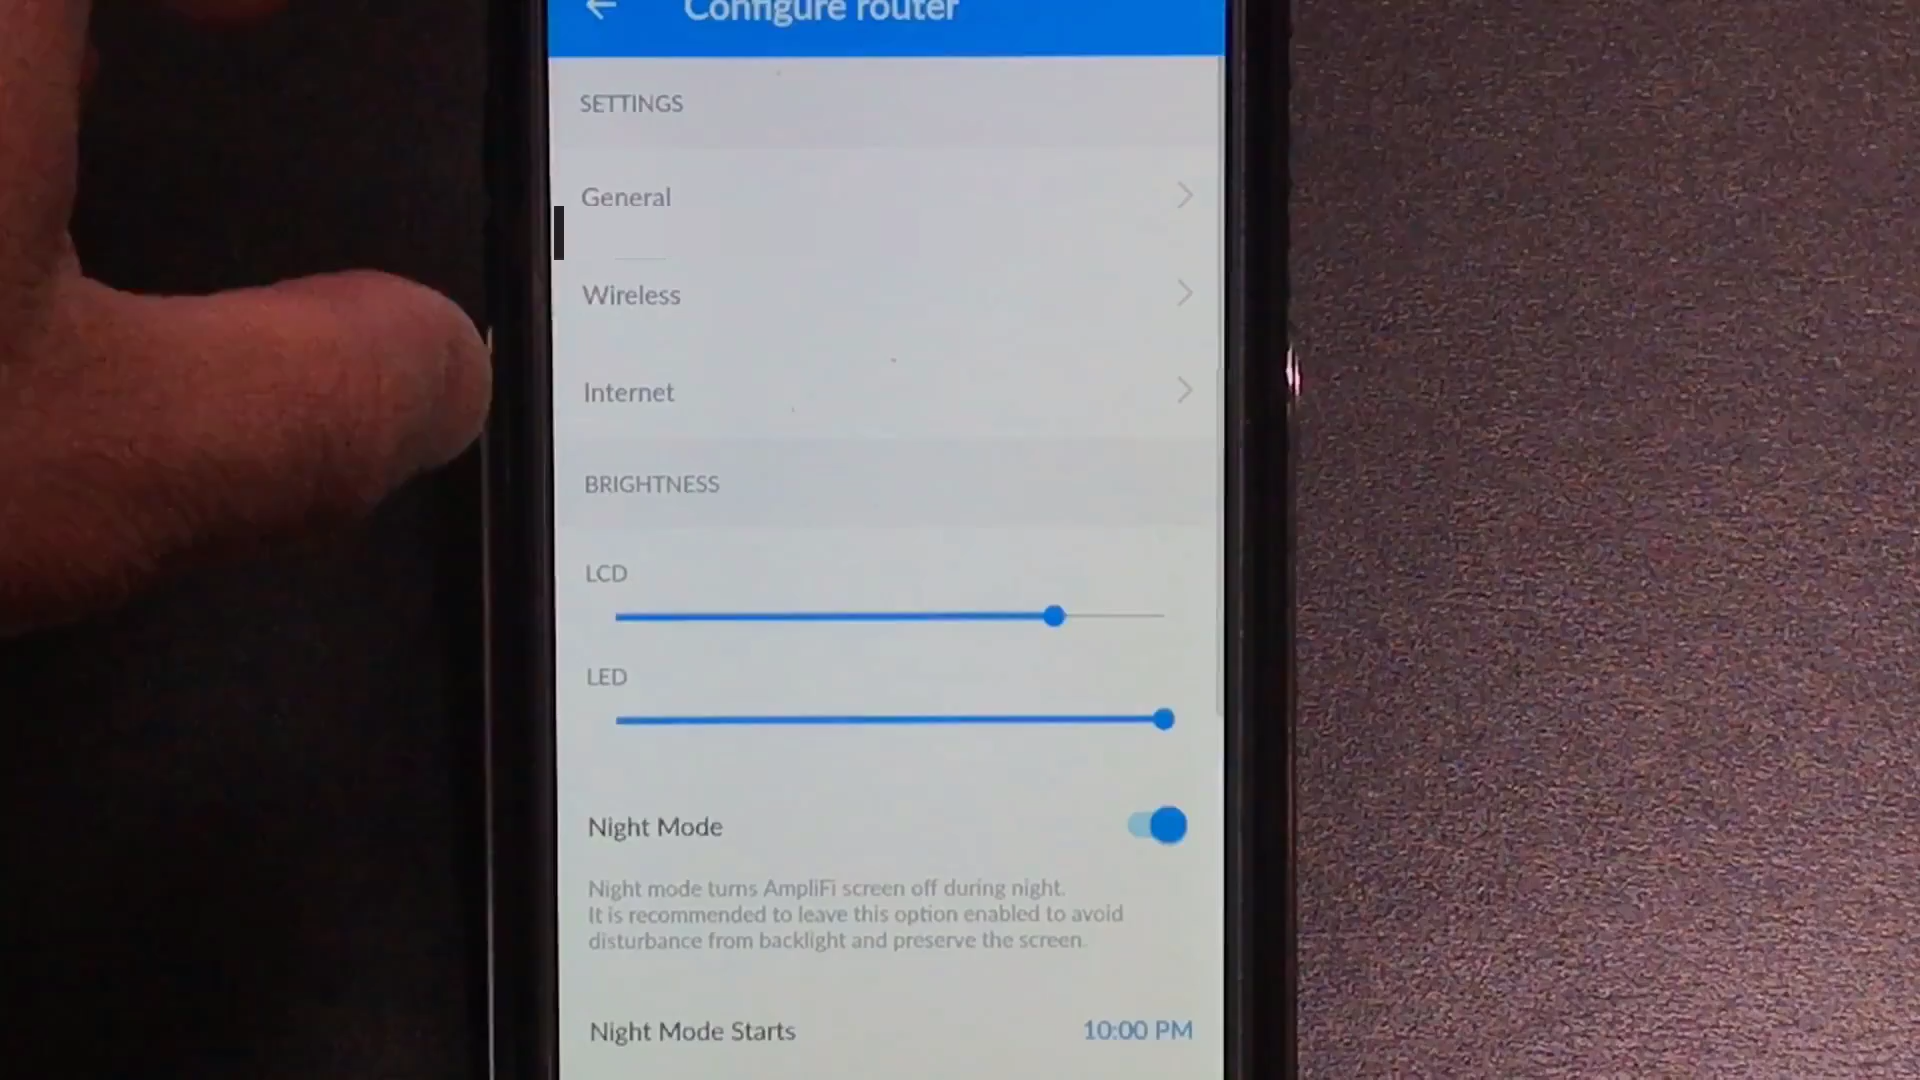 Configure router
SETTINGS
General
Wireless
Internet
BRIGHTNESS
LCD
LED
Night Mode
Night mode turns AmpliFi screen off during night.
It is recommended to leave this option enabled to avoid
disturbance from backlight and preserve the screen.
Night Mode Starts 10:00 PM